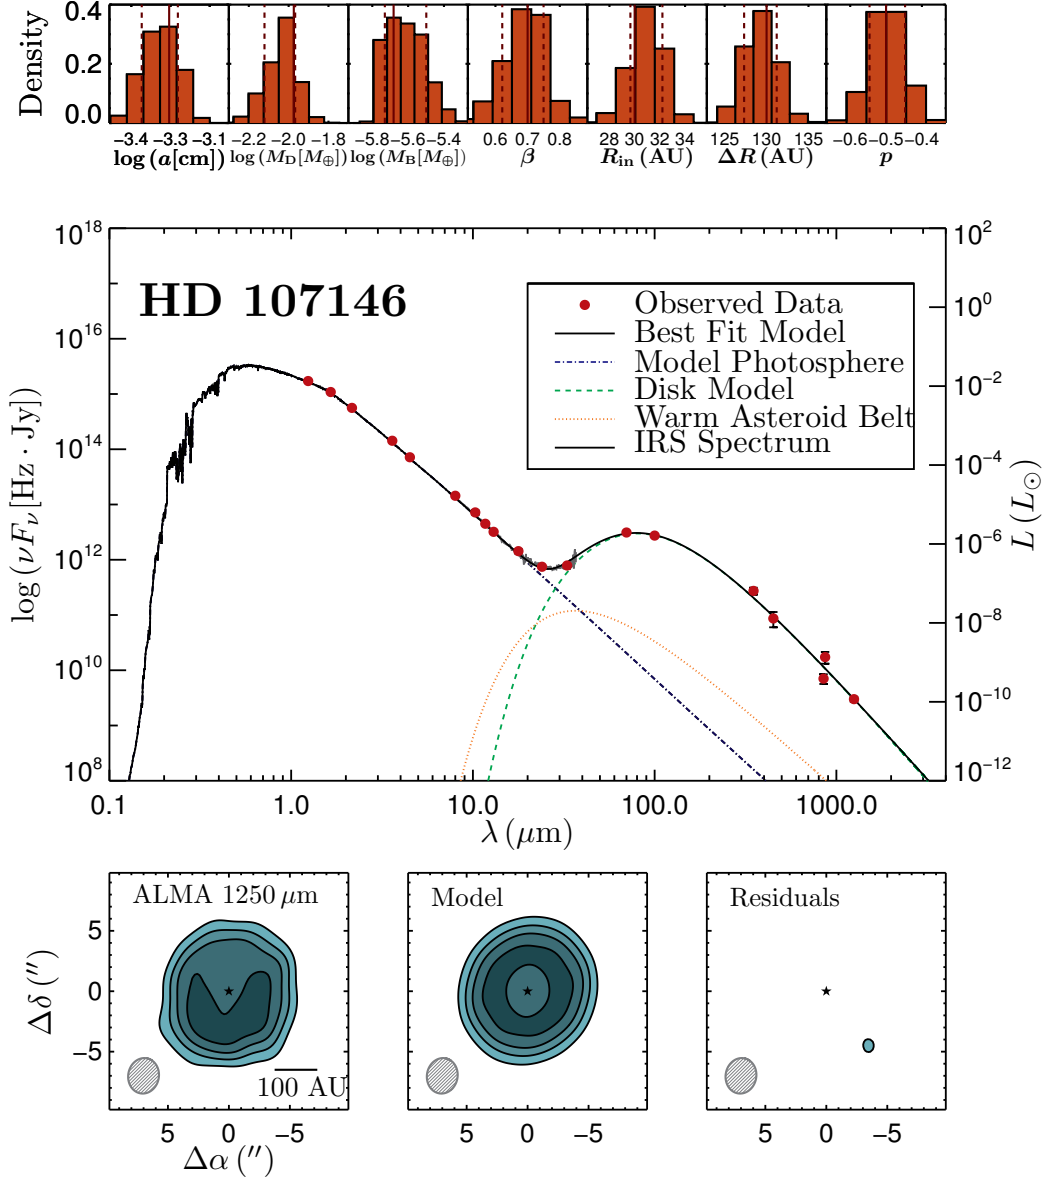 Density
0.4
0.2
0.0
−3.4 −3.3 −3.1
log (a[cm])
−2.2 −2.0 −1.8
log (M_D[M_⊕])
−5.8 −5.6 −5.4
log (M_B[M_⊕])
0.6 0.7 0.8
β
28 30 32 34
R_in (AU)
125 130 135
ΔR (AU)
−0.6 −0.5 −0.4
p
HD 107146
Observed Data
Best Fit Model
Model Photosphere
Disk Model
Warm Asteroid Belt
IRS Spectrum
log (νF_ν[Hz · Jy])
10^18
10^16
10^14
10^12
10^10
10^8
L (L_⊙)
10^2
10^0
10^−2
10^−4
10^−6
10^−8
10^−10
10^−12
0.1 1.0 10.0 100.0 1000.0
λ (μm)
ALMA 1250 μm
100 AU
Model
Residuals
Δδ (″)
5
0
−5
5 0 −5
5 0 −5
5 0 −5
Δα (″)